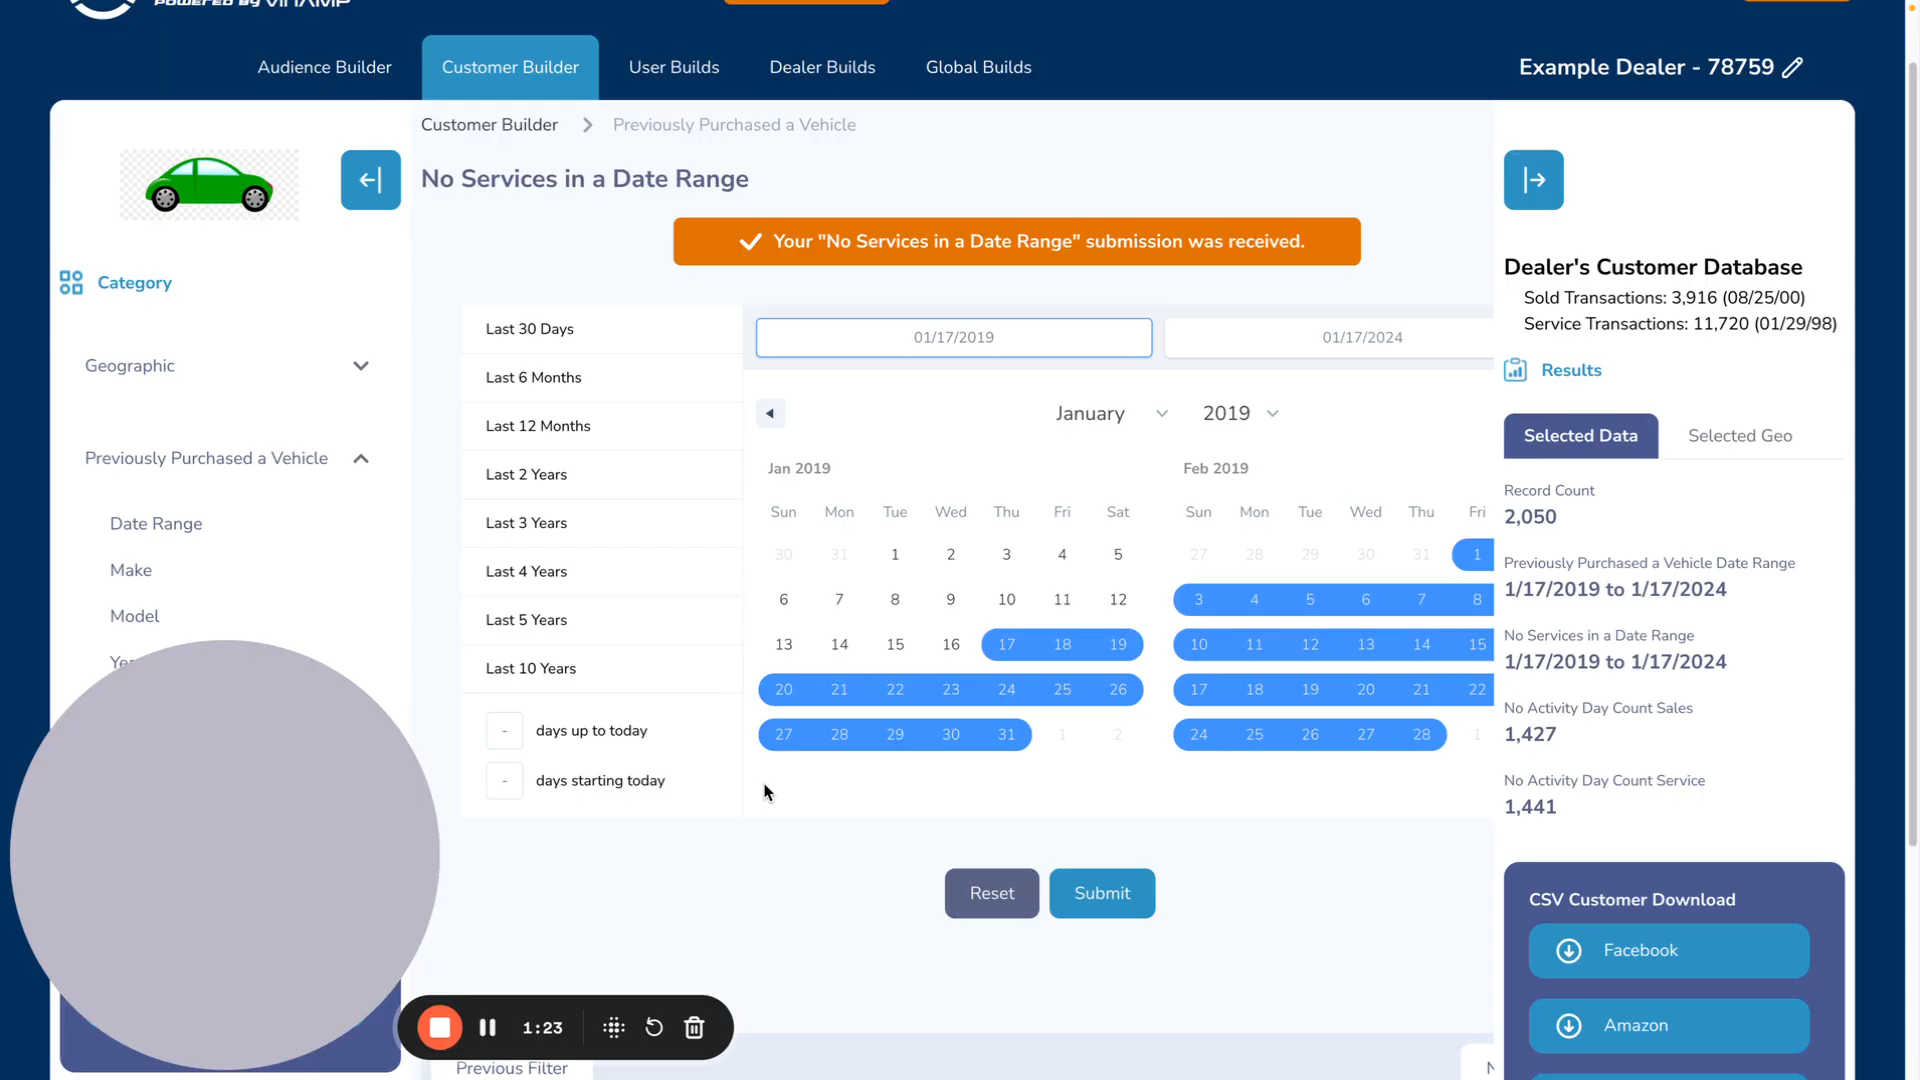 POWERED BY VINAMP
Audience Builder
Customer Builder
User Builds
Dealer Builds
Global Builds
Example Dealer - 78759
Customer Builder
Previously Purchased a Vehicle
No Services in a Date Range
Your "No Services in a Date Range" submission was received.
Category
Geographic
Previously Purchased a Vehicle
Date Range
Make
Model
Last 30 Days
Last 6 Months
Last 12 Months
Last 2 Years
Last 3 Years
Last 4 Years
Last 5 Years
Last 10 Years
- days up to today
- days starting today
01/17/2019
01/17/2024
January
2019
Jan 2019
Sun Mon Tue Wed Thu Fri Sat
30 31 1 2 3 4 5
6 7 8 9 10 11 12
13 14 15 16 17 18 19
20 21 22 23 24 25 26
27 28 29 30 31 1 2
Feb 2019
Sun Mon Tue Wed Thu Fri
27 28 29 30 31 1
3 4 5 6 7 8
10 11 12 13 14 15
17 18 19 20 21 22
24 25 26 27 28 1
Reset
Submit
Previous Filter
1:23
Dealer's Customer Database
Sold Transactions: 3,916 (08/25/00)
Service Transactions: 11,720 (01/29/98)
Results
Selected Data
Selected Geo
Record Count
2,050
Previously Purchased a Vehicle Date Range
1/17/2019 to 1/17/2024
No Services in a Date Range
1/17/2019 to 1/17/2024
No Activity Day Count Sales
1,427
No Activity Day Count Service
1,441
CSV Customer Download
Facebook
Amazon